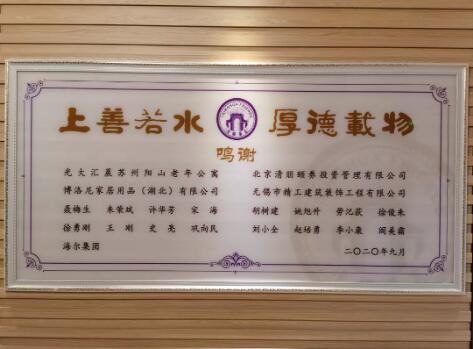 上善若水 厚德載物
鸣谢
光大汇晨苏州阳山老年公寓 北京清朋颐养投资管理有限公司
博洛尼家居用品（湖北）有限公司 无锡市精工建筑装饰工程有限公司
聂梅生 朱荣斌 许华芳 宋海 胡树建 姚旭升 劳氾荻 徐俊来
徐勇刚 王刚 史亮 巩向民 刘小全 赵培勇 李小康 阎美霜
海尔集团 二〇二〇年九月